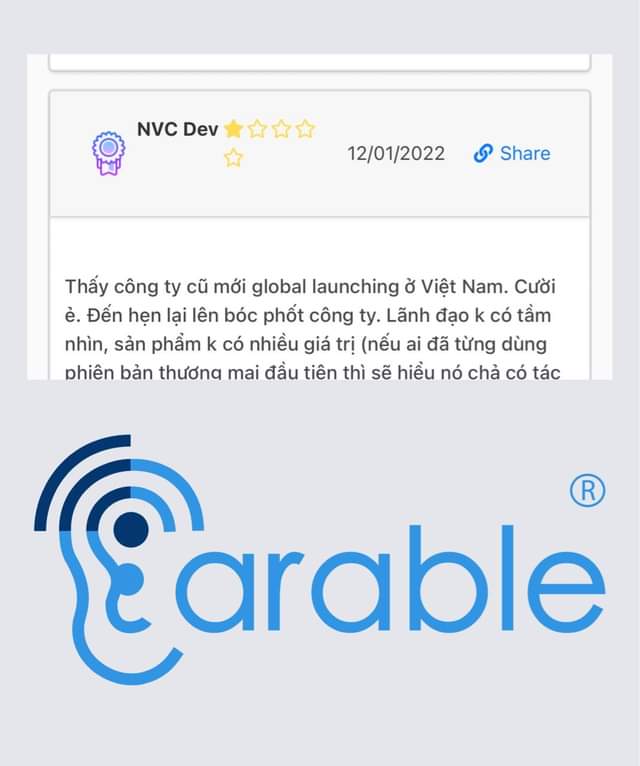 NVC Dev
12/01/2022
Share
Thấy công ty cũ mới global launching ở Việt Nam. Cười
ẻ. Đến hẹn lại lên bóc phốt công ty. Lãnh đạo k có tầm
nhìn, sản phẩm k có nhiều giá trị (nếu ai đã từng dùng
phiên bản thương mại đầu tiên thì sẽ hiểu nó chả có tác
earable
®